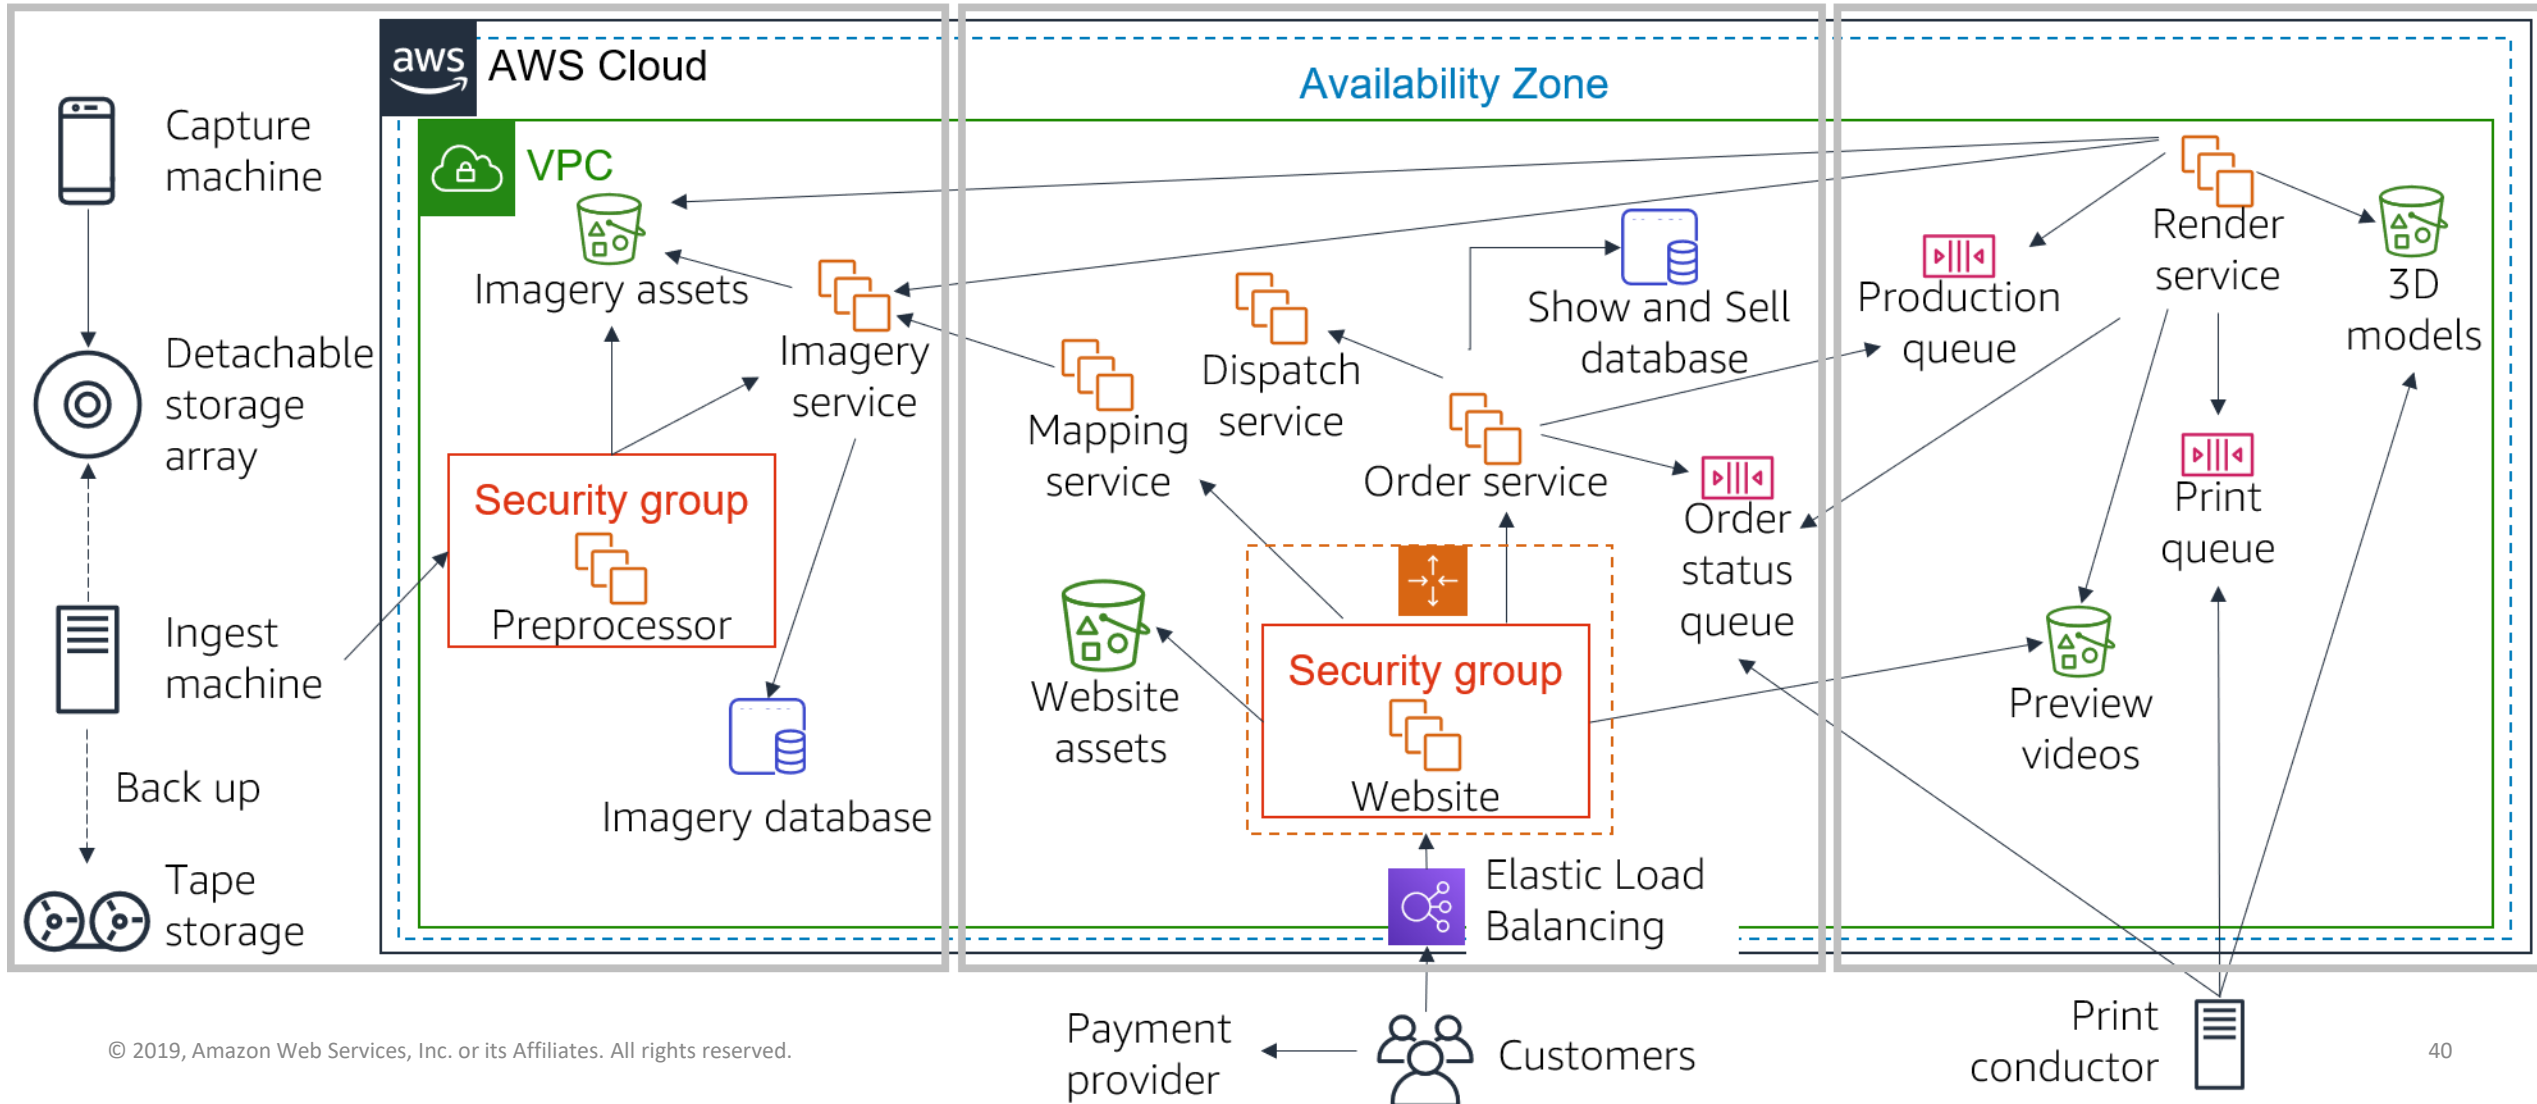 aws
AWS Cloud
Availability Zone
Capture
machine
VPC
Imagery assets
Imagery
service
Detachable
storage
array
Security group
Preprocessor
Ingest
machine
Back up
Imagery database
Tape
storage
Show and Sell
database
Dispatch
service
Mapping
service
Order service
Order
status
queue
Website
assets
Security group
Website
Elastic Load
Balancing
Render
service
Production
queue
3D
models
Print
queue
Preview
videos
Payment
provider
Customers
Print
conductor
© 2019, Amazon Web Services, Inc. or its Affiliates. All rights reserved.
40